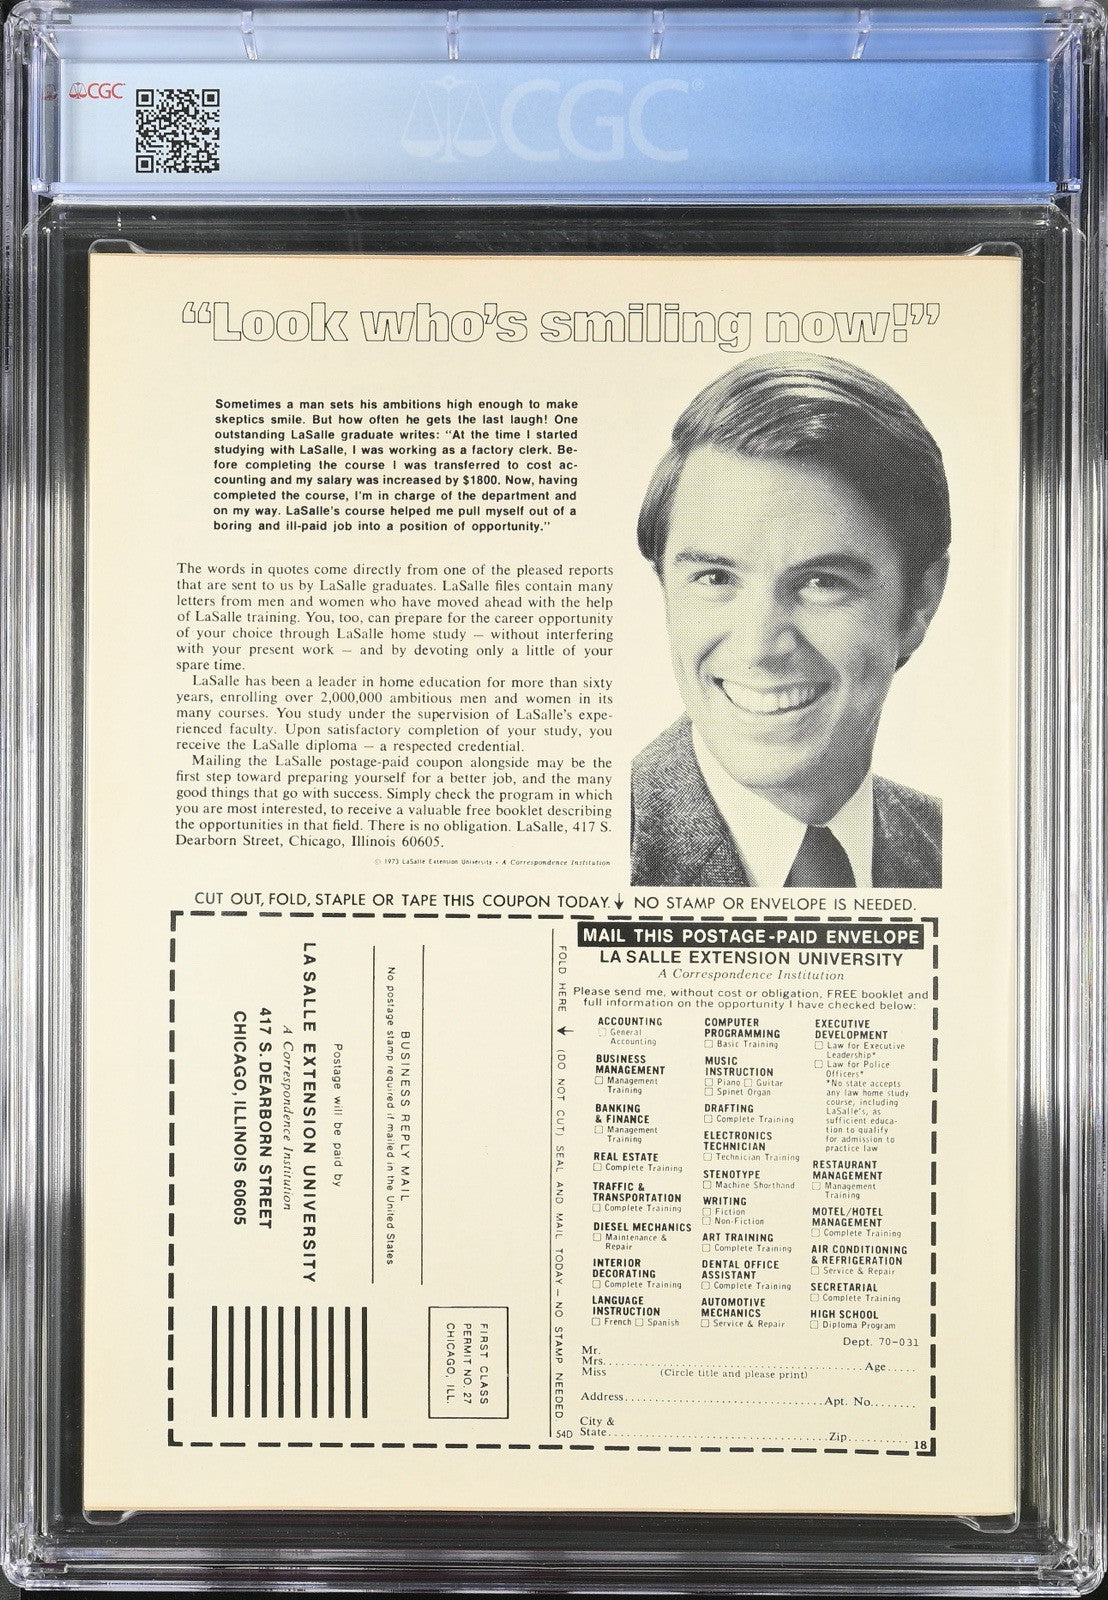 CGC
CGC
“Look who’s smiling now!”
Sometimes a man sets his ambitions high enough to make
skeptics smile. But how often he gets the last laugh! One
outstanding LaSalle graduate writes: “At the time I started
studying with LaSalle, I was working as a factory clerk. Be-
fore completing the course I was transferred to cost ac-
counting and my salary was increased by $1800. Now, having
completed the course, I’m in charge of the department and
on my way. LaSalle’s course helped me pull myself out of a
boring and ill-paid job into a position of opportunity.”
The words in quotes come directly from one of the pleased reports
that are sent to us by LaSalle graduates. LaSalle files contain many
letters from men and women who have moved ahead with the help
of LaSalle training. You, too, can prepare for the career opportunity
of your choice through LaSalle home study — without interfering
with your present work — and by devoting only a little of your
spare time.
LaSalle has been a leader in home education for more than sixty
years, enrolling over 2,000,000 ambitious men and women in its
many courses. You study under the supervision of LaSalle’s expe-
rienced faculty. Upon satisfactory completion of your study, you
receive the LaSalle diploma — a respected credential.
Mailing the LaSalle postage-paid coupon alongside may be the
first step toward preparing yourself for a better job, and the many
good things that go with success. Simply check the program in which
you are most interested, to receive a valuable free booklet describing
the opportunities in that field. There is no obligation. LaSalle, 417 S.
Dearborn Street, Chicago, Illinois 60605.
© 1973 LaSalle Extension University • A Correspondence Institution
CUT OUT, FOLD, STAPLE OR TAPE THIS COUPON TODAY. NO STAMP OR ENVELOPE IS NEEDED.
FIRST CLASS
PERMIT NO. 27
CHICAGO, ILL.
BUSINESS REPLY MAIL
No postage stamp required if mailed in the United States
Postage will be paid by
LA SALLE EXTENSION UNIVERSITY
A Correspondence Institution
417 S. DEARBORN STREET
CHICAGO, ILLINOIS 60605
FOLD HERE (DO NOT CUT) SEAL AND MAIL TODAY — NO STAMP NEEDED
54D
MAIL THIS POSTAGE-PAID ENVELOPE
LA SALLE EXTENSION UNIVERSITY
A Correspondence Institution
Please send me, without cost or obligation, FREE booklet and
full information on the opportunity I have checked below:
ACCOUNTING
General
Accounting
BUSINESS
MANAGEMENT
Management
Training
BANKING
& FINANCE
Management
Training
REAL ESTATE
Complete Training
TRAFFIC &
TRANSPORTATION
Complete Training
DIESEL MECHANICS
Maintenance &
Repair
INTERIOR
DECORATING
Complete Training
LANGUAGE
INSTRUCTION
French Spanish
COMPUTER
PROGRAMMING
Basic Training
MUSIC
INSTRUCTION
Piano Guitar
Spinet Organ
DRAFTING
Complete Training
ELECTRONICS
TECHNICIAN
Technician Training
STENOTYPE
Machine Shorthand
WRITING
Fiction
Non-Fiction
ART TRAINING
Complete Training
DENTAL OFFICE
ASSISTANT
Complete Training
AUTOMOTIVE
MECHANICS
Service & Repair
EXECUTIVE
DEVELOPMENT
Law for Executive
Leadership*
Law for Police
Officers*
*No state accepts
any law home study
course, including
LaSalle’s, as
sufficient educa-
tion to qualify
for admission to
practice law
RESTAURANT
MANAGEMENT
Management
Training
MOTEL/HOTEL
MANAGEMENT
Complete Training
AIR CONDITIONING
& REFRIGERATION
Service & Repair
SECRETARIAL
Complete Training
HIGH SCHOOL
Diploma Program
Dept. 70-031
Mr.
Mrs. Age
Miss (Circle title and please print)
Address Apt. No.
City &
State Zip
18